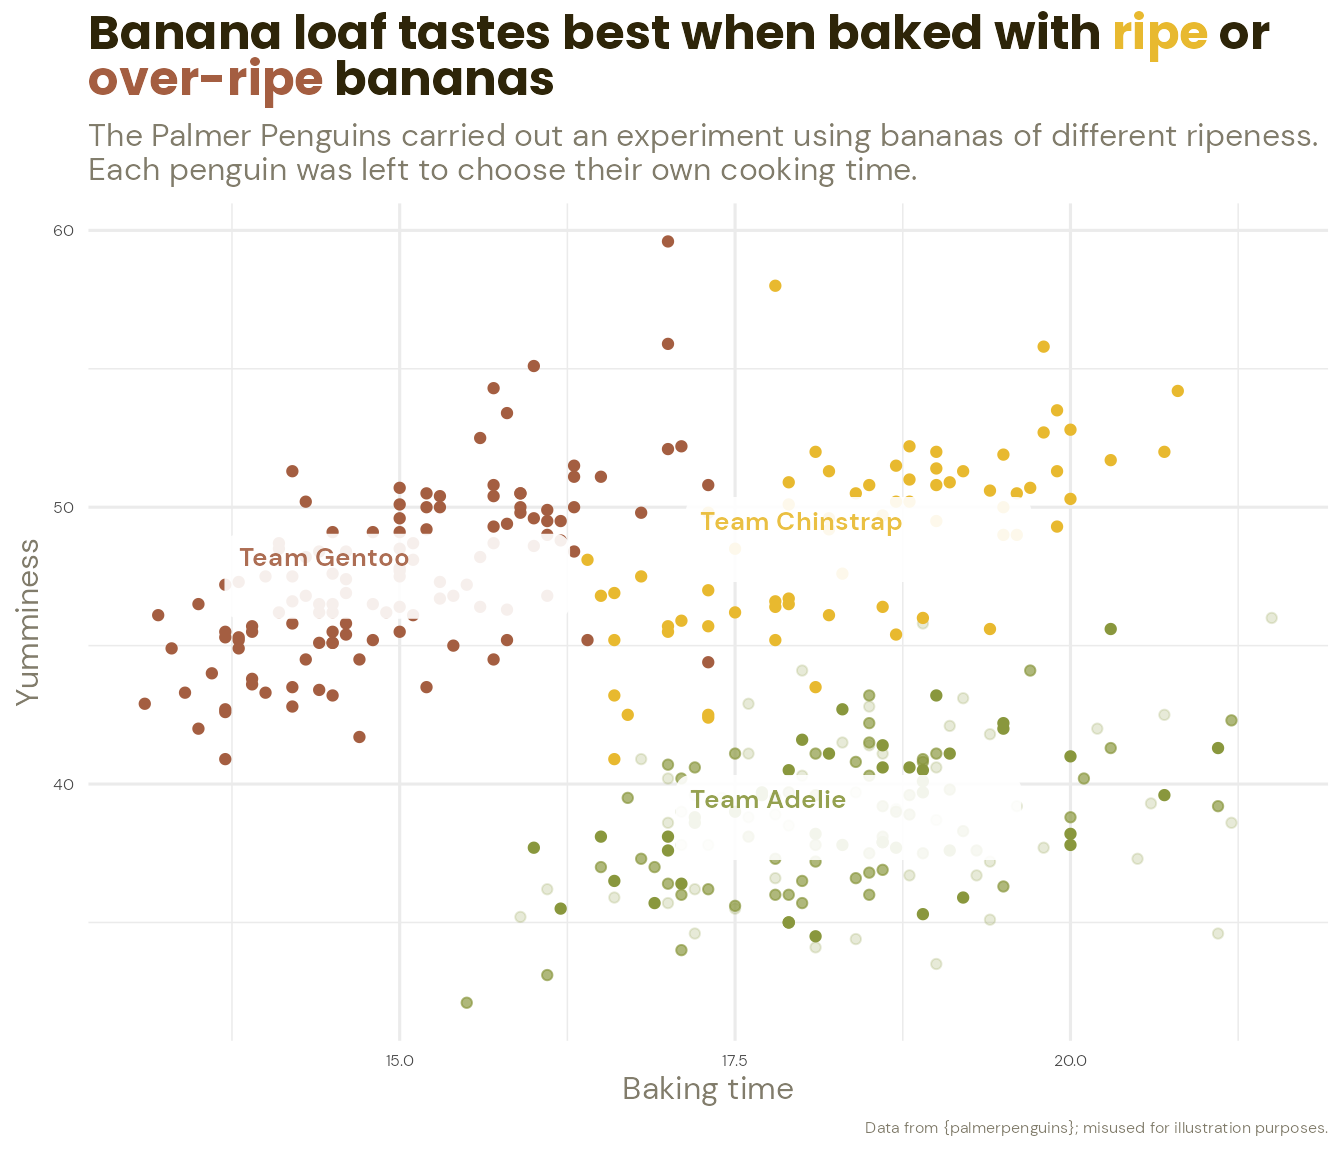 Banana loaf tastes best when baked with ripe or
over-ripe bananas
The Palmer Penguins carried out an experiment using bananas of different ripeness.
Each penguin was left to choose their own cooking time.
60
50
40
Yumminess
Team Chinstrap
Team Gentoo
Team Adelie
15.0
17.5
20.0
Baking time
Data from {palmerpenguins}; misused for illustration purposes.